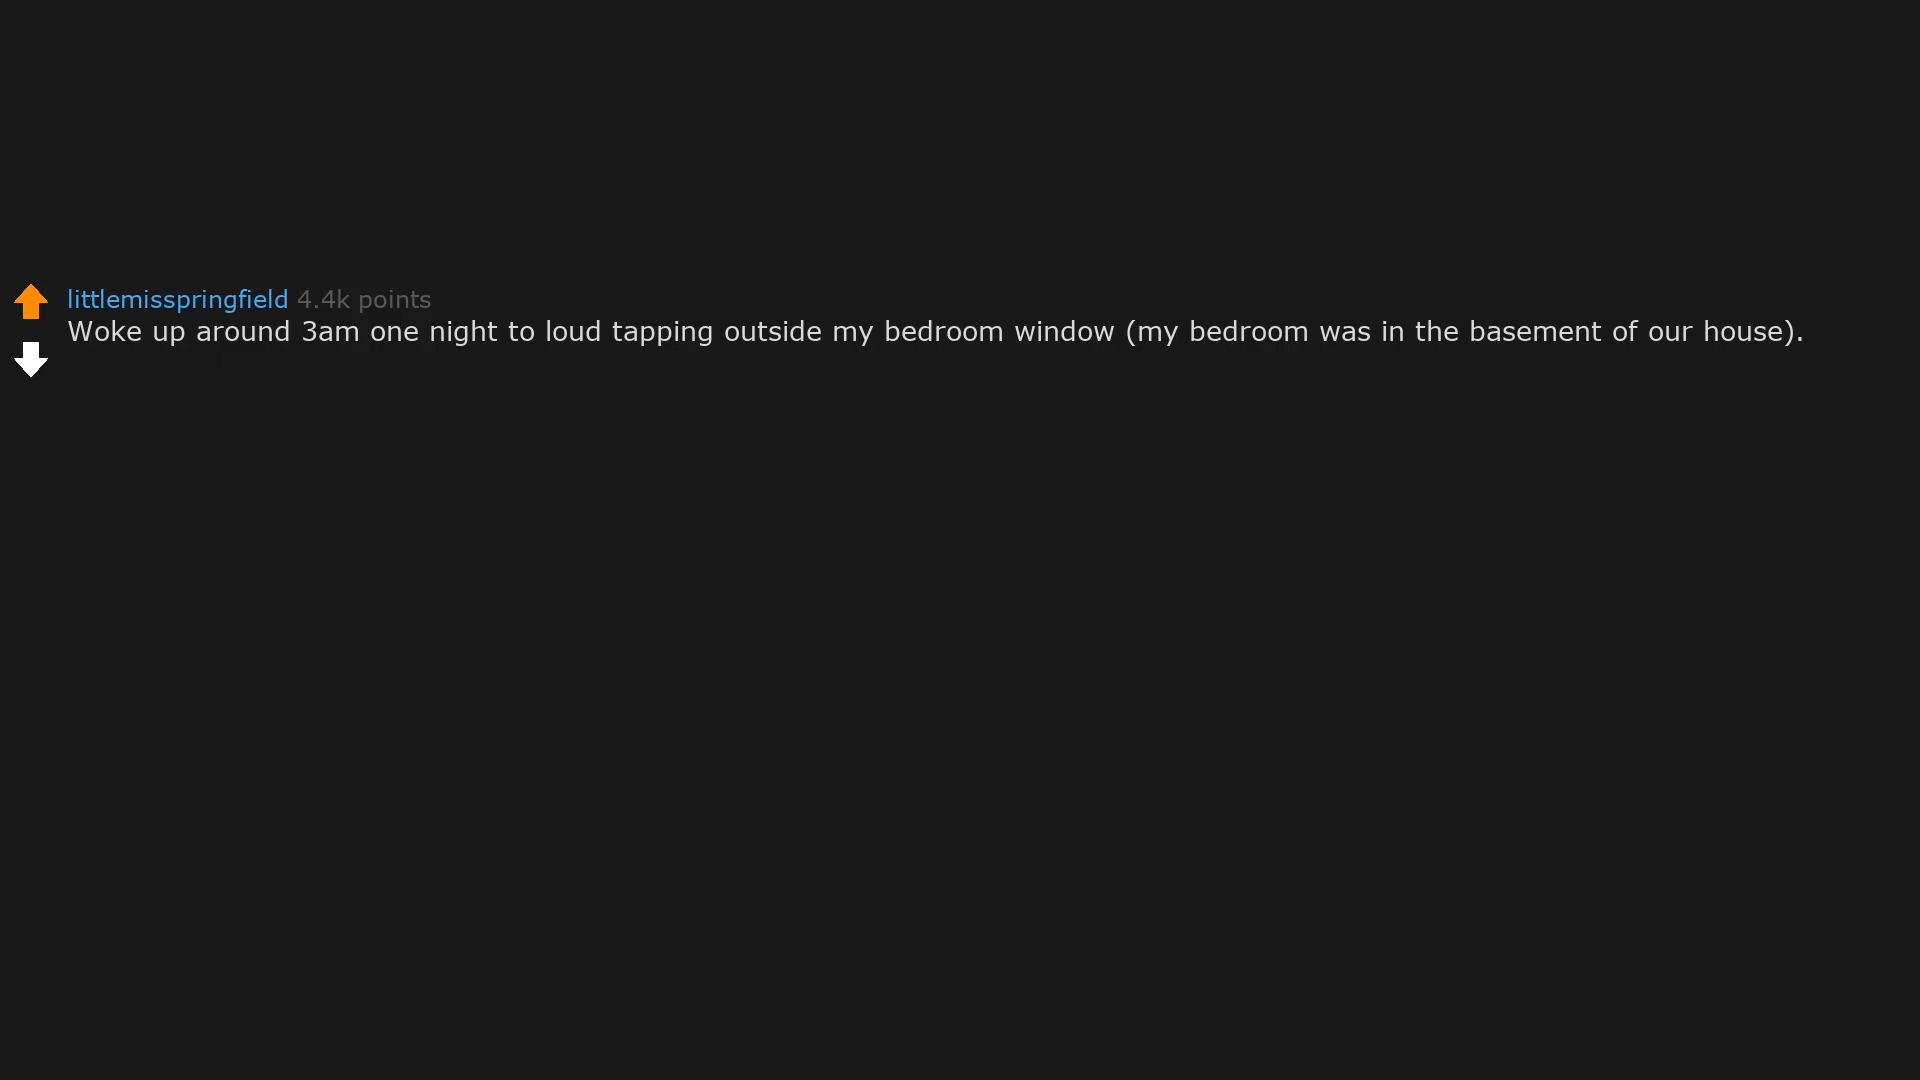 littlemisspringfield 4.4k points
Woke up around 3am one night to loud tapping outside my bedroom window (my bedroom was in the basement of our house).